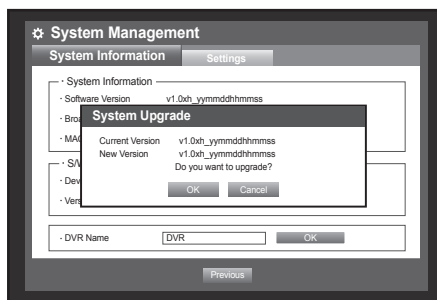 System Management
System Information
Settings
· System Information
· Software Version v1.0xh_yymmddhhmmss
· Broa
· MAC
System Upgrade
Current Version v1.0xh_yymmddhhmmss
New Version v1.0xh_yymmddhhmmss
Do you want to upgrade?
OK Cancel
· S/W
· Dev
· Vers
· DVR Name DVR OK
Previous